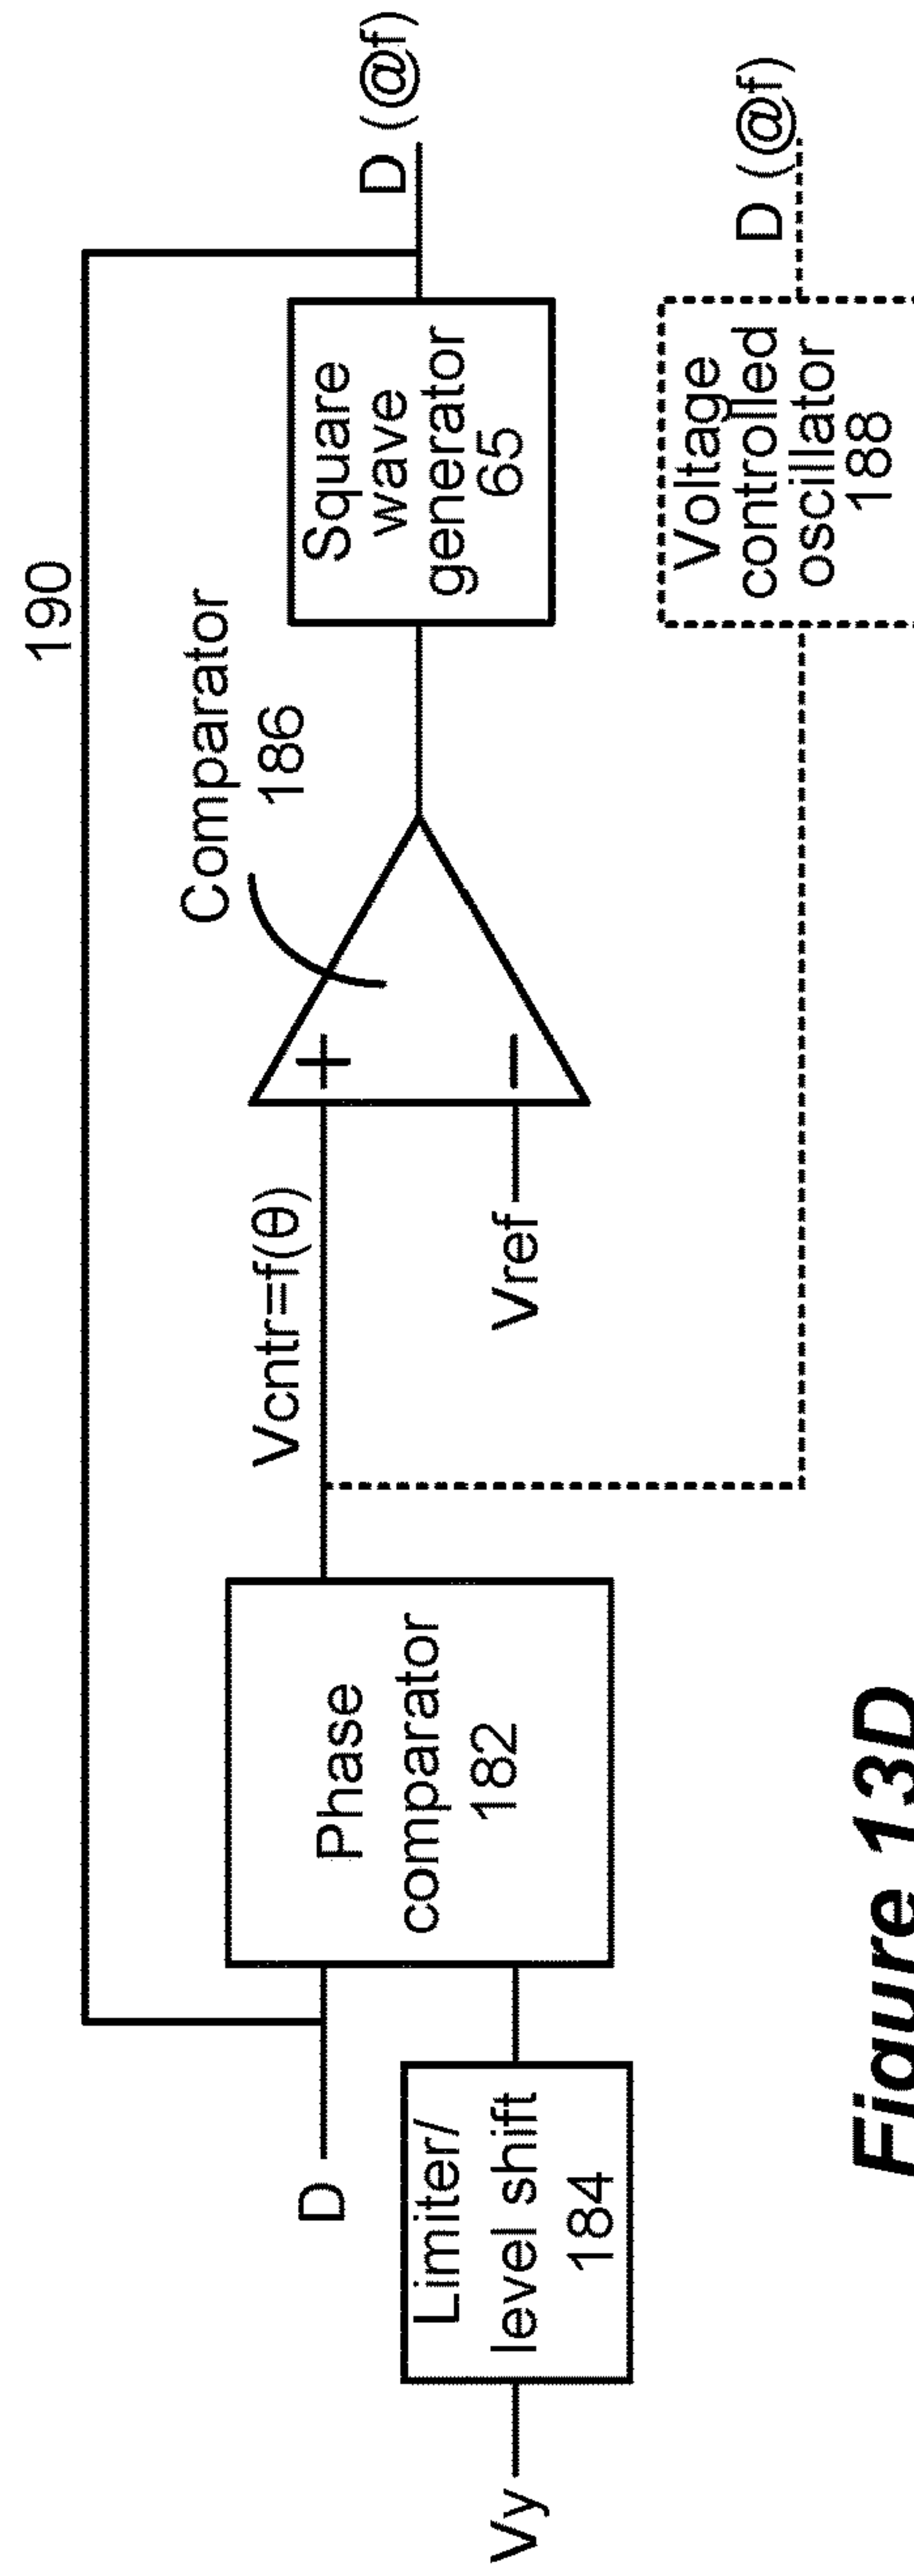 190
Comparator
186
D (@f)
Square
wave
generator
65
Vcntr=f(θ)
+
−
Vref
Phase
comparator
182
D
Limiter/
level shift
184
Vy
Voltage
controlled
oscillator
188
D (@f)
Figure 13D